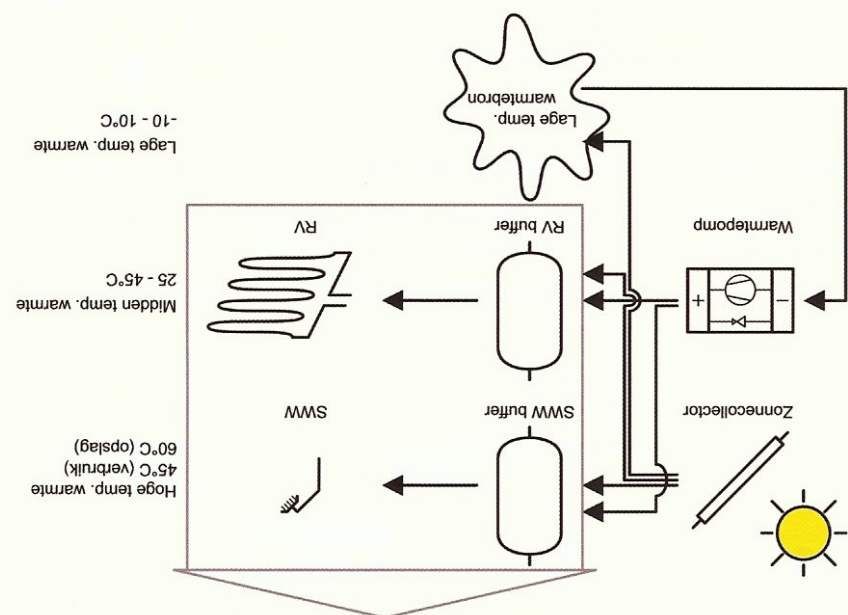 Zonnecollector
SWW buffer
SWW
Hoge temp. warmte
45°C (verbruik)
60°C (opslag)
Warmtepomp
− +
RV buffer
RV
Midden temp. warmte
25 - 45°C
Lage temp.
warmtebron
Lage temp. warmte
-10 - 10°C